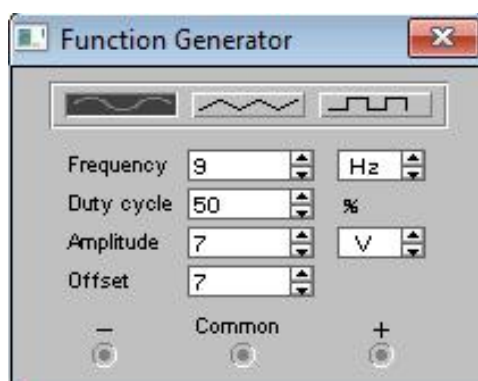 Function Generator
Frequency 9 Hz
Duty cycle 50 %
Amplitude 7 V
Offset 7
− Common +